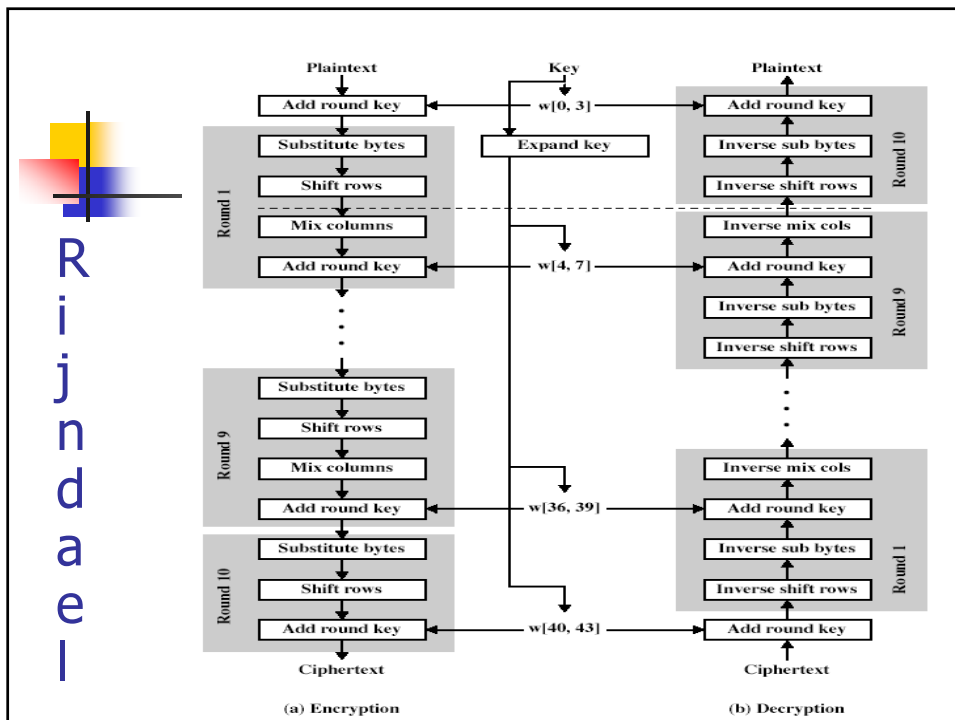 Rijndael
Plaintext
Add round key
Round 1
Substitute bytes
Shift rows
Mix columns
Add round key
Round 9
Substitute bytes
Shift rows
Mix columns
Add round key
Round 10
Substitute bytes
Shift rows
Add round key
Ciphertext
(a) Encryption
Key
w[0, 3]
Expand key
w[4, 7]
w[36, 39]
w[40, 43]
Plaintext
Add round key
Inverse sub bytes
Inverse shift rows
Round 10
Inverse mix cols
Add round key
Inverse sub bytes
Inverse shift rows
Round 9
Inverse mix cols
Add round key
Inverse sub bytes
Inverse shift rows
Round 1
Add round key
Ciphertext
(b) Decryption